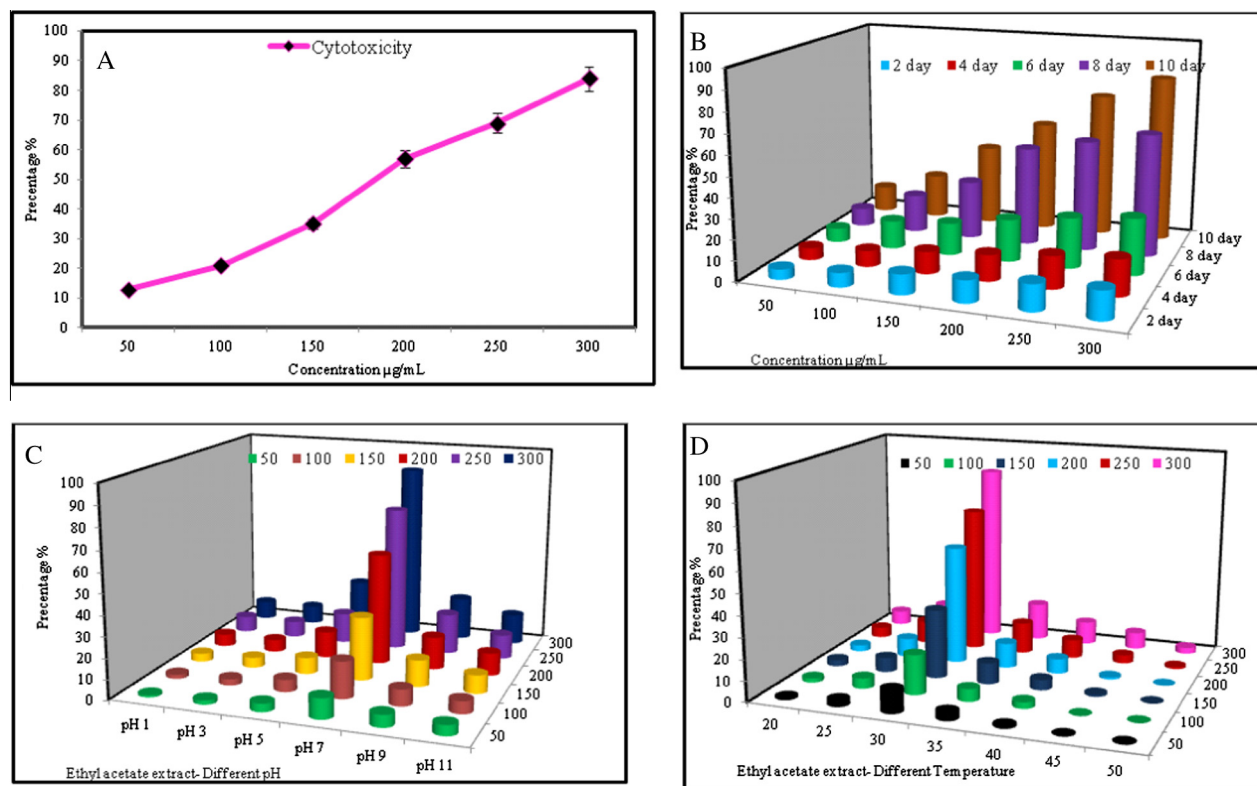 A
Cytotoxicity
Precentage %
100
90
80
70
60
50
40
30
20
10
0
50 100 150 200 250 300
Concentration µg/mL
B
2 day 4 day 6 day 8 day 10 day
Precentage %
100
90
80
70
60
50
40
30
20
10
0
50 100 150 200 250 300
10 day
8 day
6 day
4 day
2 day
Concentration µg/mL
C
50 100 150 200 250 300
Precentage %
100
90
80
70
60
50
40
30
20
10
0
pH 1 pH 3 pH 5 pH 7 pH 9 pH 11
300
250
200
150
100
50
Ethyl acetate extract- Different pH
D
50 100 150 200 250 300
Precentage %
100
90
80
70
60
50
40
30
20
10
0
20 25 30 35 40 45 50
300
250
200
150
100
50
Ethyl acetate extract- Different Temperature